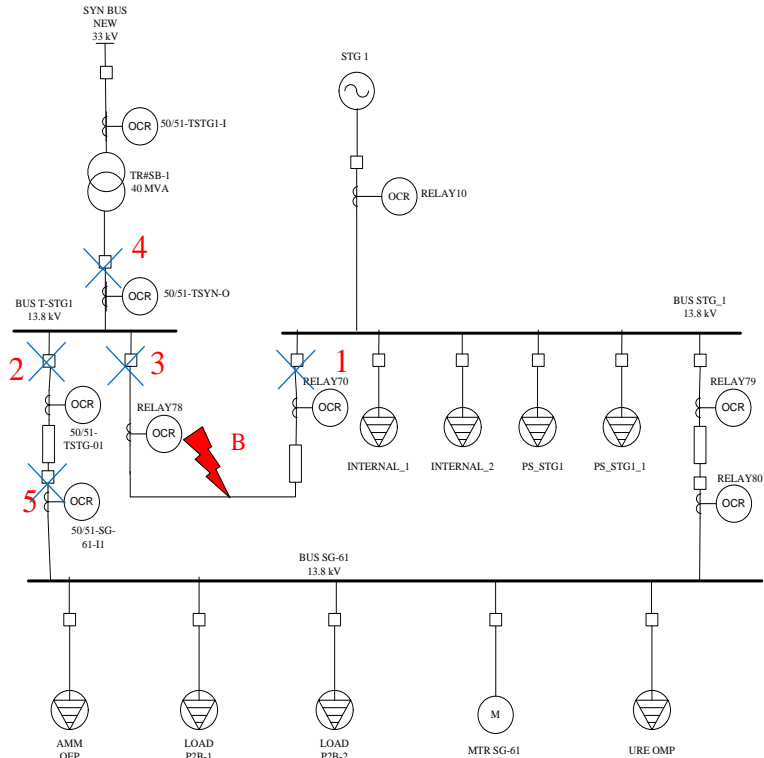 SYN BUS
NEW
33 kV
STG 1
OCR
50/51-TSTG1-I
TR#SB-1
40 MVA
OCR
RELAY10
4
OCR
50/51-TSYN-O
BUS T-STG1
13.8 kV
BUS STG_1
13.8 kV
2
3
1
RELAY70
OCR
RELAY79
OCR
OCR
50/51-
TSTG-01
RELAY78
OCR
B
INTERNAL_1
INTERNAL_2
PS_STG1
PS_STG1_1
RELAY80
OCR
5
OCR
50/51-SG-
61-I1
BUS SG-61
13.8 kV
AMM
OFP
LOAD
P2B-1
LOAD
P2B-2
M
MTR SG-61
URE OMP